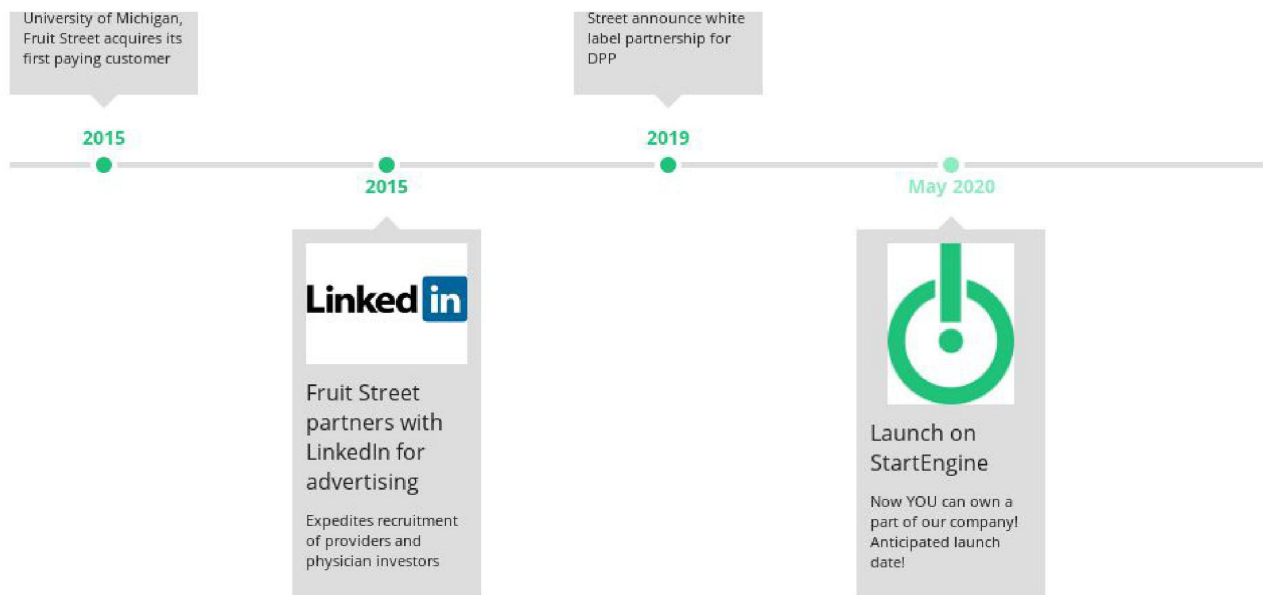 University of Michigan,
Fruit Street acquires its
first paying customer
Street announce white
label partnership for
DPP
2015
2019
2015
May 2020
Linked in
Fruit Street
partners with
LinkedIn for
advertising
Expedites recruitment
of providers and
physician investors
Launch on
StartEngine
Now YOU can own a
part of our company!
Anticipated launch
date!